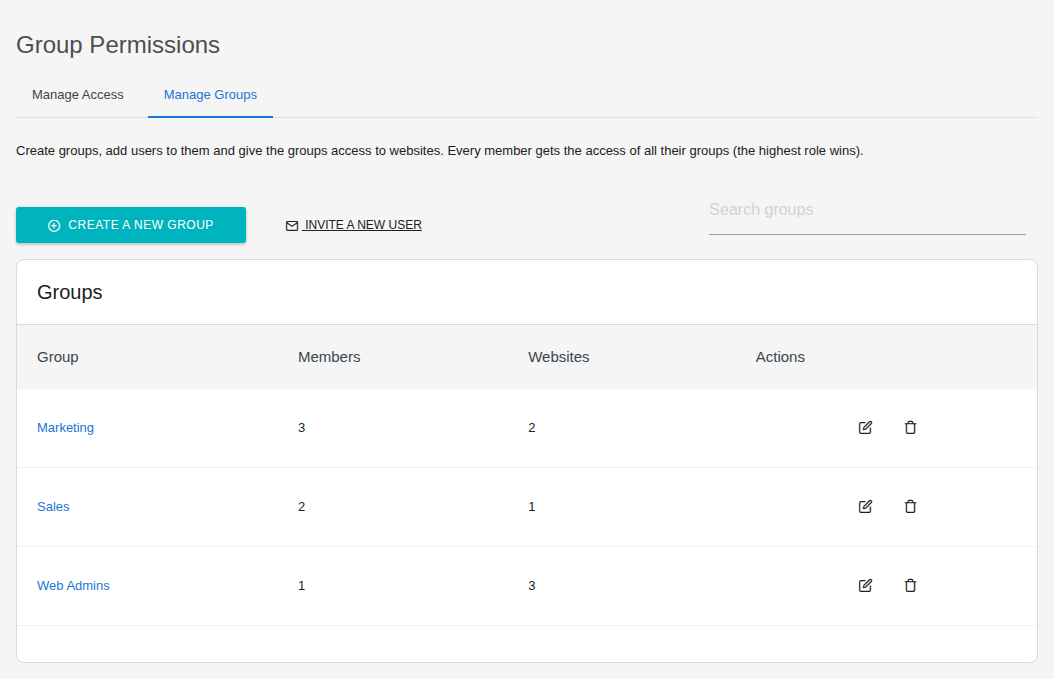 Group Permissions
Manage Access Manage Groups
Create groups, add users to them and give the groups access to websites. Every member gets the access of all their groups (the highest role wins).
Search groups
CREATE A NEW GROUP INVITE A NEW USER
Groups
Group Members Websites Actions
Marketing 3 2
Sales 2 1
Web Admins 1 3